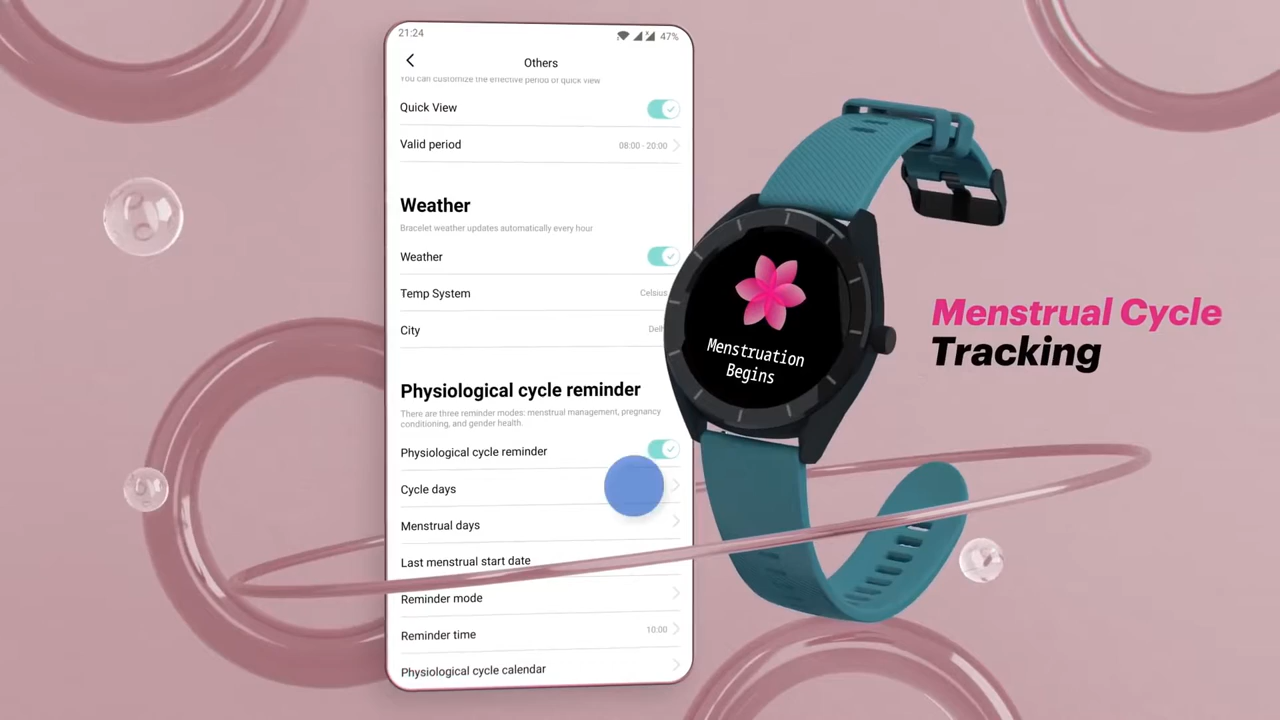 21:24
47%
Others
You can customize the effective period of quick view
Quick View
Valid period
08:00 - 20:00
Weather
Bracelet weather updates automatically every hour
Weather
Temp System
Celsius
City
Physiological cycle reminder
There are three reminder modes: menstrual management, pregnancy
conditioning, and gender health.
Physiological cycle reminder
Cycle days
Menstrual days
Last menstrual start date
Reminder mode
Reminder time
10:00
Physiological cycle calendar
Menstruation
Begins
Menstrual Cycle
Tracking